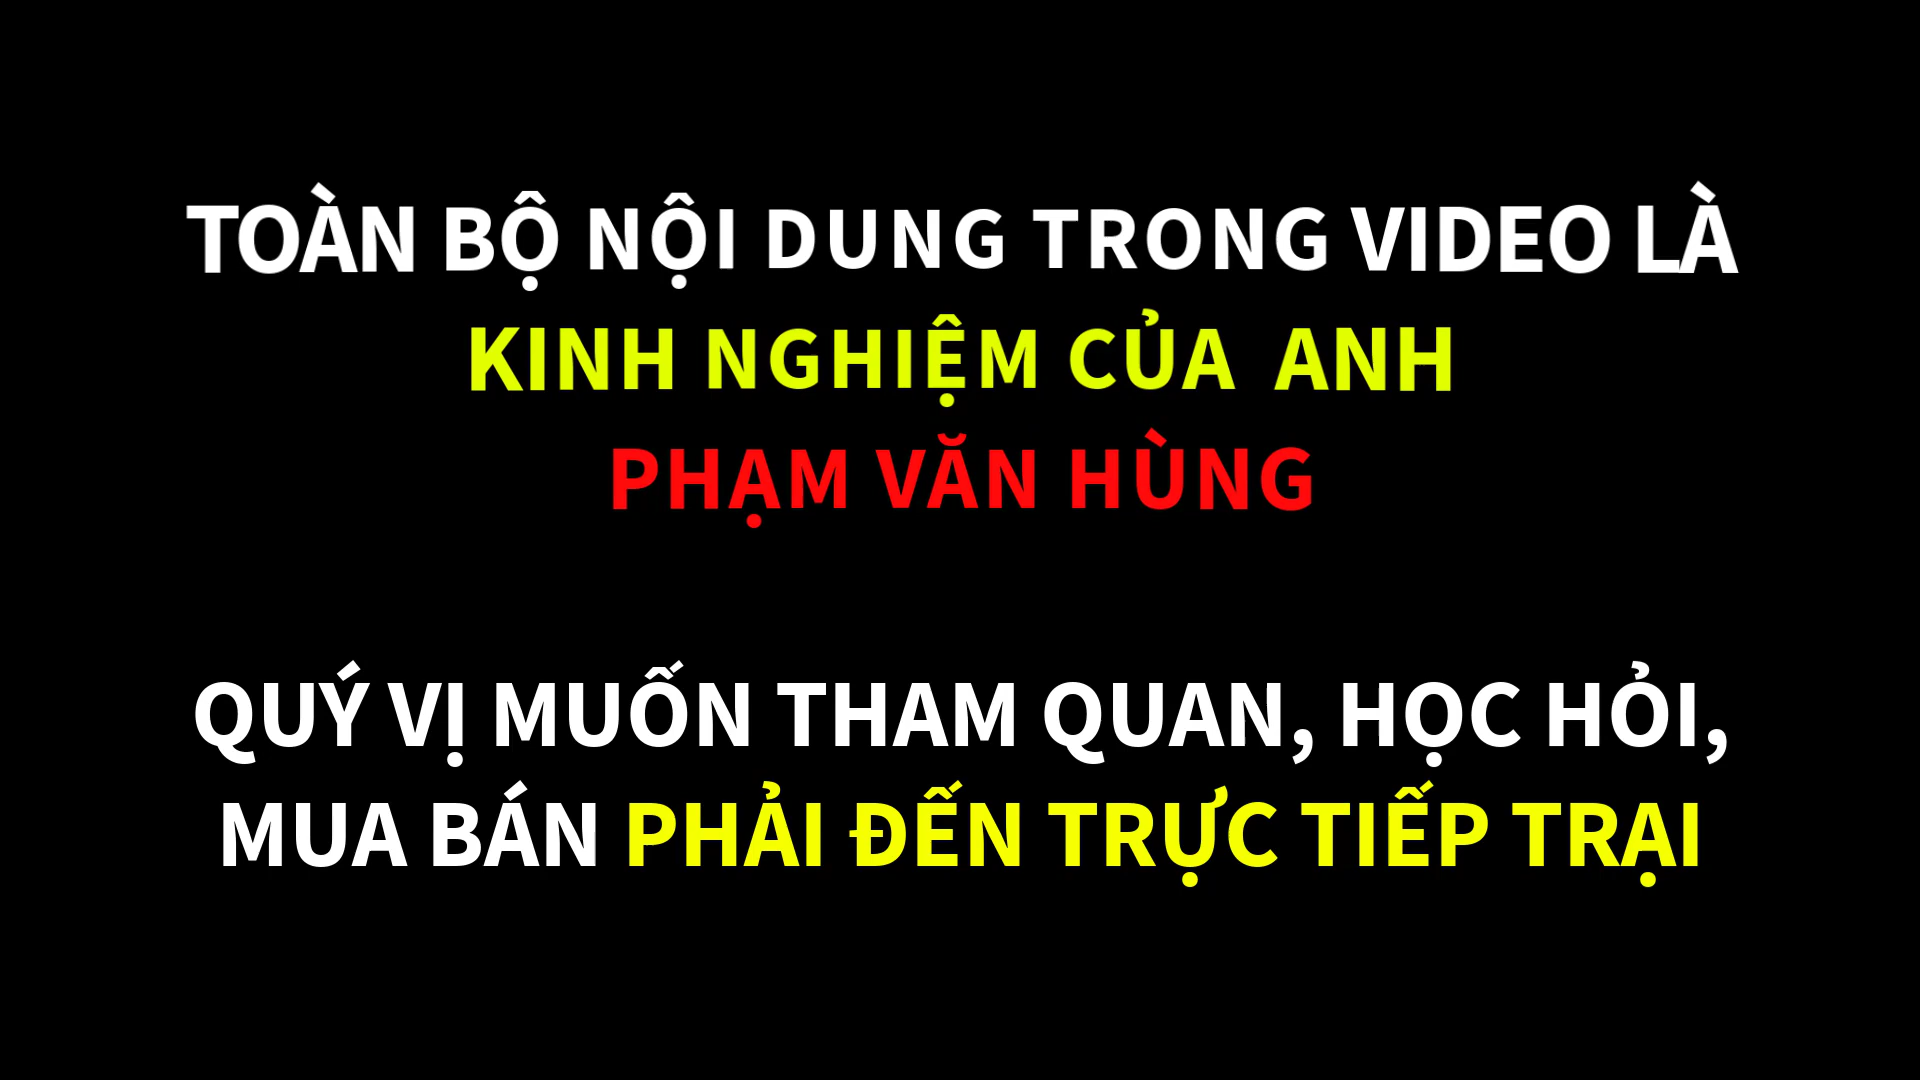 TOÀN BỘ NỘI DUNG TRONG VIDEO LÀ
KINH NGHIỆM CỦA ANH
PHẠM VĂN HÙNG
QUÝ VỊ MUỐN THAM QUAN, HỌC HỎI,
MUA BÁN PHẢI ĐẾN TRỰC TIẾP TRẠI